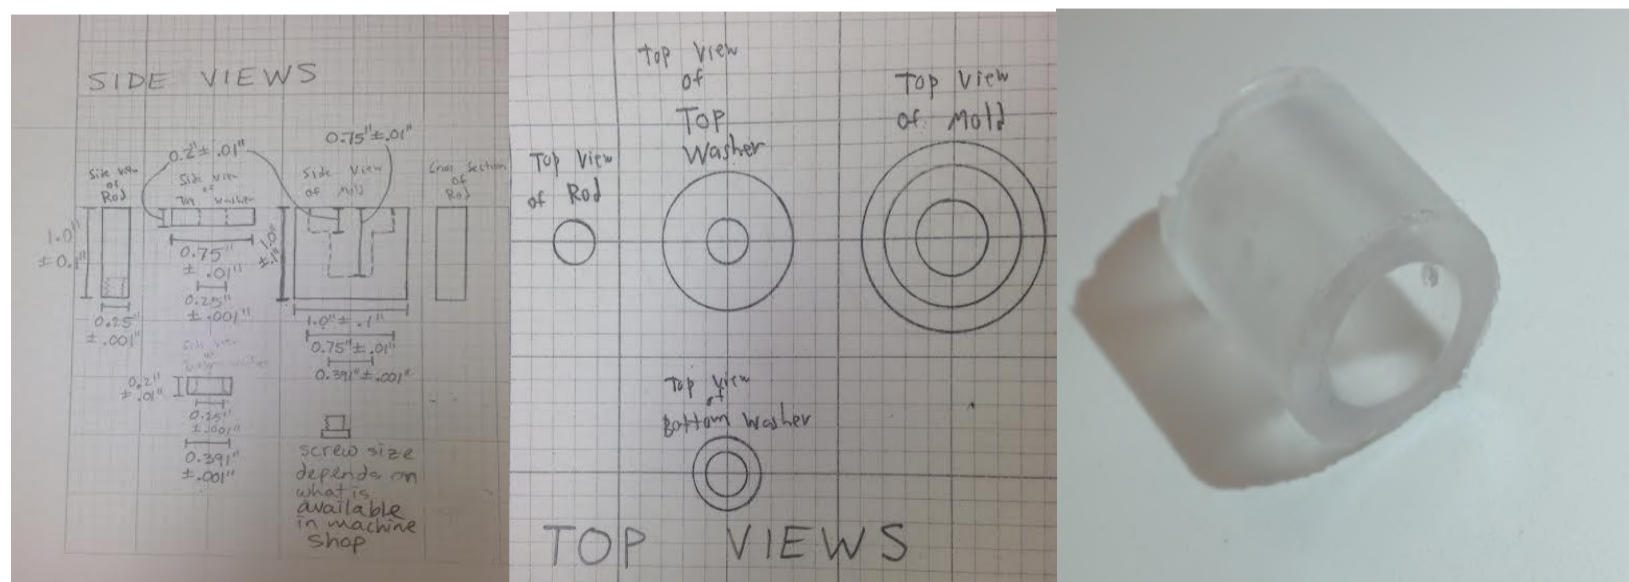 SIDE VIEWS
0.75"±.01"
0.2"±.01"
Side View
of
Rod
Side View
of
Top Washer
Side View
of Mold
Cross Section
of
Rod
1.0"
±0.1"
0.75"
±.01"
0.25"
±.001"
1.0"
±.1"
0.25"
±.001"
1.0"±.1"
0.75"±.01"
0.391"±.001"
Side View
0.2"
±.01"
0.25"
±.001"
0.391"
±.001"
screw size
depends on
what is
available
in machine
shop
Top View
of
Top
Washer
Top View
of Mold
Top View
of Rod
Top View
of
Bottom Washer
TOP VIEWS